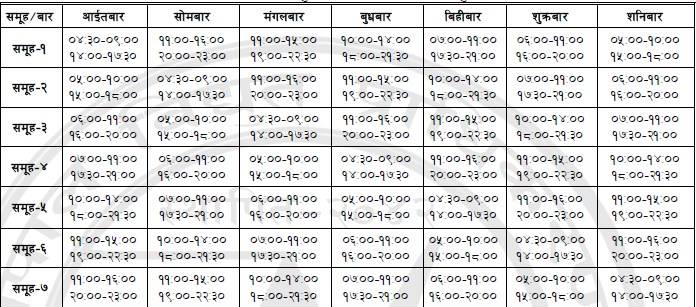 समूह/बार आईतबार सोमबार मंगलबार बुधबार बिहीबार शुक्रबार शनिबार
समूह-१ ०४:३०-०९:०० ११:००-१६:०० ११:००-१५:०० १०:००-१४:०० ०७:००-११:०० ०६:००-११:०० ०५:००-१०:००
१४:००-१७:३० २०:००-२३:०० १९:००-२२:३० १८:००-२१:३० १७:३०-२१:०० १६:००-२०:०० १५:००-१८:००
समूह-२ ०५:००-१०:०० ०४:३०-०९:०० ११:००-१६:०० ११:००-१५:०० १०:००-१४:०० ०७:००-११:०० ०६:००-११:००
१५:००-१८:०० १४:००-१७:३० २०:००-२३:०० १९:००-२२:३० १८:००-२१:३० १७:३०-२१:०० १६:००-२०:००
समूह-३ ०६:००-११:०० ०५:००-१०:०० ०४:३०-०९:०० ११:००-१६:०० ११:००-१५:०० १०:००-१४:०० ०७:००-११:००
१६:००-२०:०० १५:००-१८:०० १४:००-१७:३० २०:००-२३:०० १९:००-२२:३० १८:००-२१:३० १७:३०-२१:००
समूह-४ ०७:००-११:०० ०६:००-११:०० ०५:००-१०:०० ०४:३०-०९:०० ११:००-१६:०० ११:००-१५:०० १०:००-१४:००
१७:३०-२१:०० १६:००-२०:०० १५:००-१८:०० १४:००-१७:३० २०:००-२३:०० १९:००-२२:३० १८:००-२१:३०
समूह-५ १०:००-१४:०० ०७:००-११:०० ०६:००-११:०० ०५:००-१०:०० ०४:३०-०९:०० ११:००-१६:०० ११:००-१५:००
१८:००-२१:३० १७:३०-२१:०० १६:००-२०:०० १५:००-१८:०० १४:००-१७:३० २०:००-२३:०० १९:००-२२:३०
समूह-६ ११:००-१५:०० १०:००-१४:०० ०७:००-११:०० ०६:००-११:०० ०५:००-१०:०० ०४:३०-०९:०० ११:००-१६:००
१९:००-२२:३० १८:००-२१:३० १७:३०-२१:०० १६:००-२०:०० १५:००-१८:०० १४:००-१७:३० २०:००-२३:००
समूह-७ ११:००-१६:०० ११:००-१५:०० १०:००-१४:०० ०७:००-११:०० ०६:००-११:०० ०५:००-१०:०० ०४:३०-०९:००
२०:००-२३:०० १९:००-२२:३० १८:००-२१:३० १७:३०-२१:०० १६:००-२०:०० १५:००-१८:०० १४:००-१७:३०